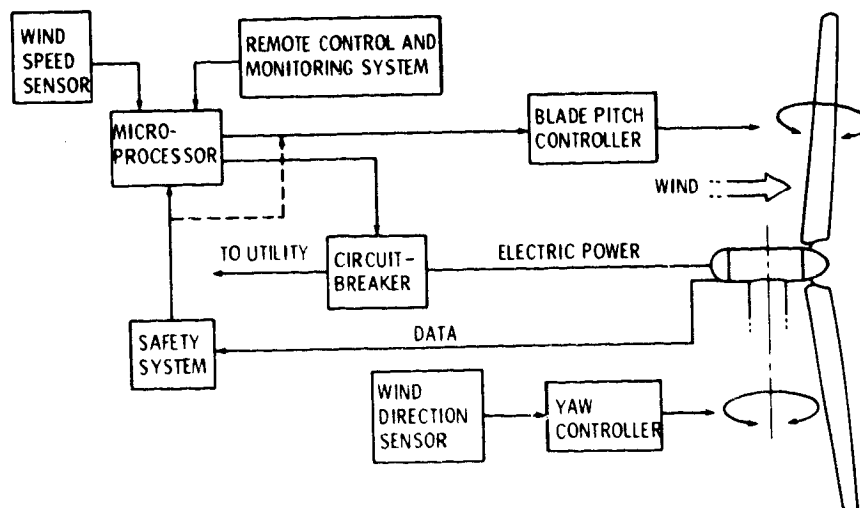 WIND
SPEED
SENSOR
REMOTE CONTROL AND
MONITORING SYSTEM
MICRO-
PROCESSOR
BLADE PITCH
CONTROLLER
WIND
TO UTILITY
CIRCUIT-
BREAKER
ELECTRIC POWER
SAFETY
SYSTEM
DATA
WIND
DIRECTION
SENSOR
YAW
CONTROLLER